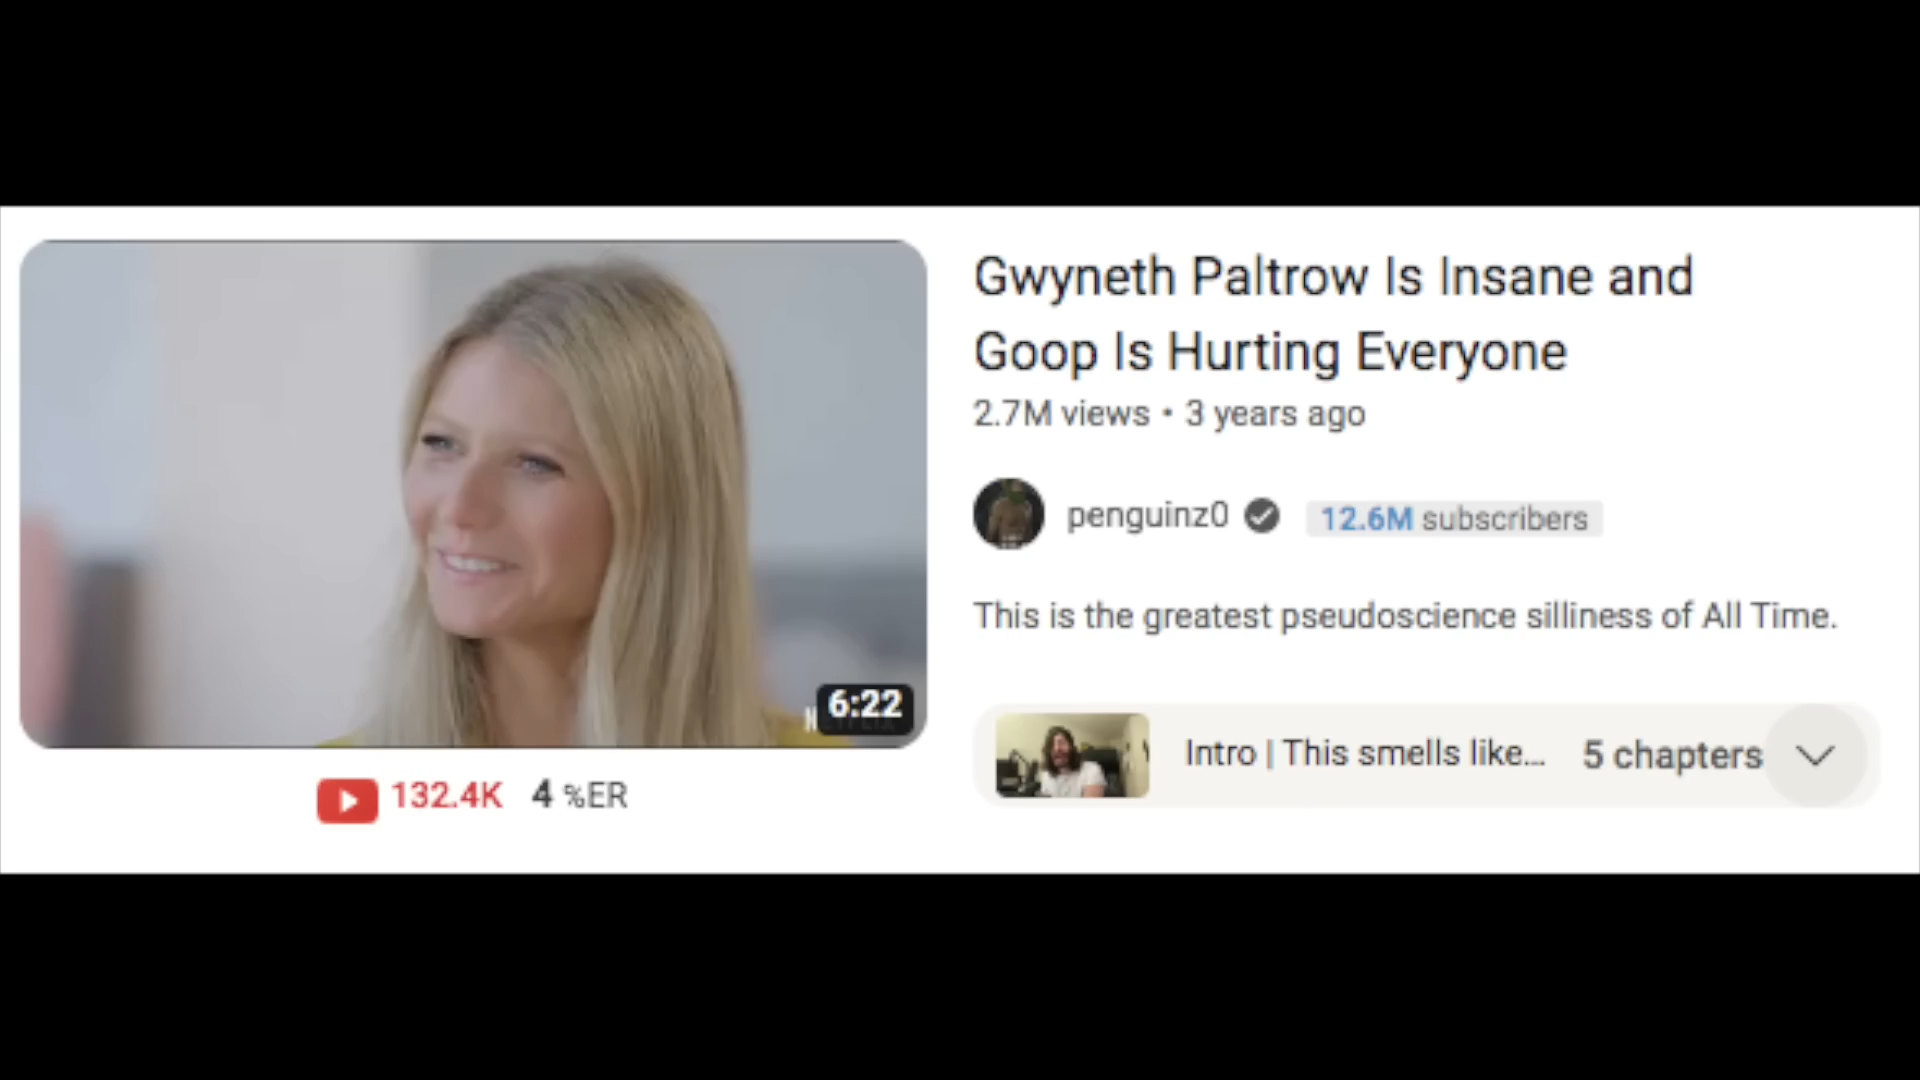 Gwyneth Paltrow Is Insane and
Goop Is Hurting Everyone
2.7M views • 3 years ago
penguinz0
12.6M subscribers
This is the greatest pseudoscience silliness of All Time.
6:22
Intro | This smells like...
5 chapters
132.4K 4 %ER